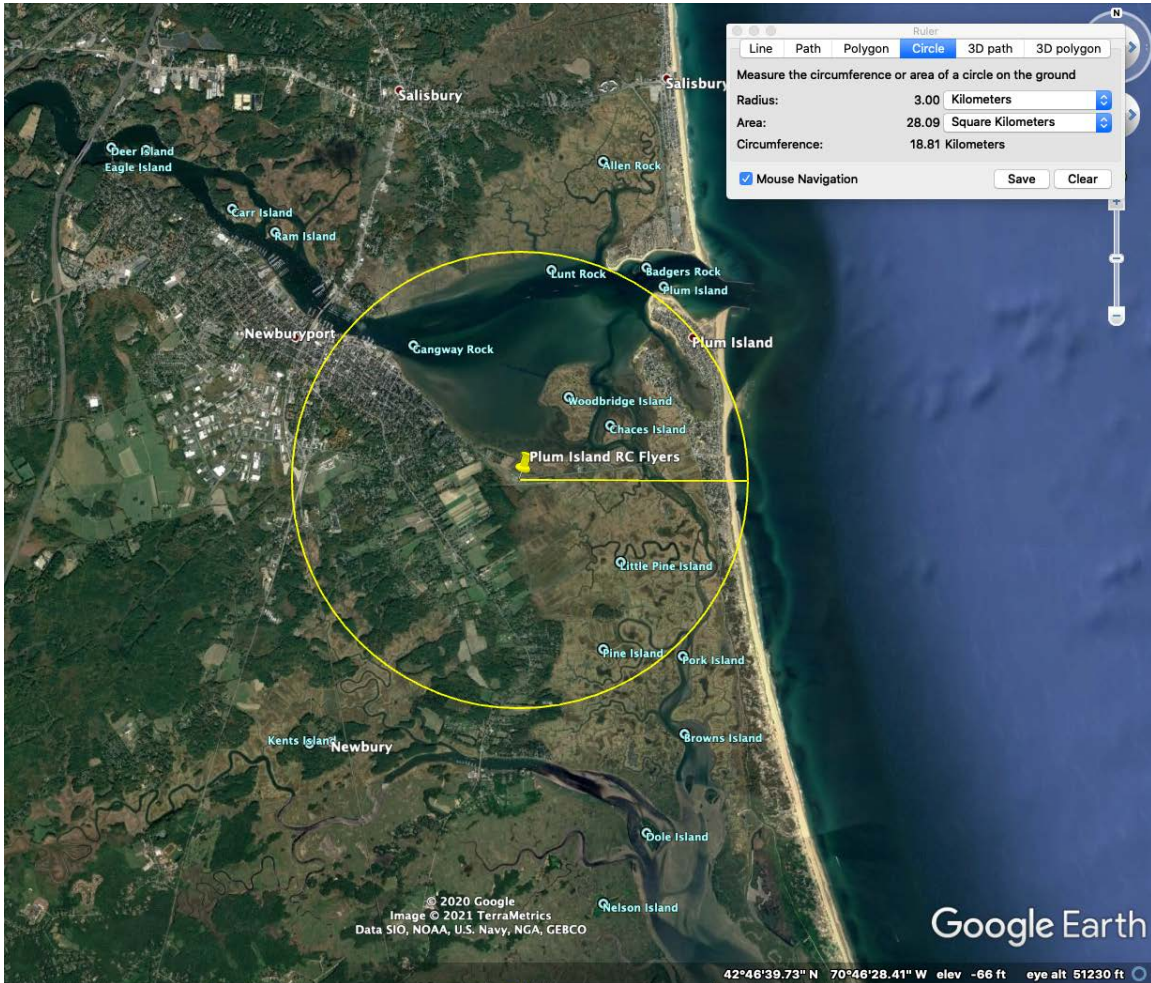 Ruler
Line Path Polygon Circle 3D path 3D polygon
Measure the circumference or area of a circle on the ground
Radius: 3.00 Kilometers
Area: 28.09 Square Kilometers
Circumference: 18.81 Kilometers
Mouse Navigation Save Clear
N
Salisbury
Salisbury
Deer Island
Eagle Island
Allen Rock
Carr Island
Ram Island
Lunt Rock
Badgers Rock
Plum Island
Newburyport
Gangway Rock
Plum Island
Woodbridge Island
Chaces Island
Plum Island RC Flyers
Little Pine Island
Pine Island
Pork Island
Kents Island
Newbury
Browns Island
Dole Island
Nelson Island
© 2020 Google
Image © 2021 TerraMetrics
Data SIO, NOAA, U.S. Navy, NGA, GEBCO
Google Earth
42°46'39.73" N 70°46'28.41" W elev -66 ft eye alt 51230 ft